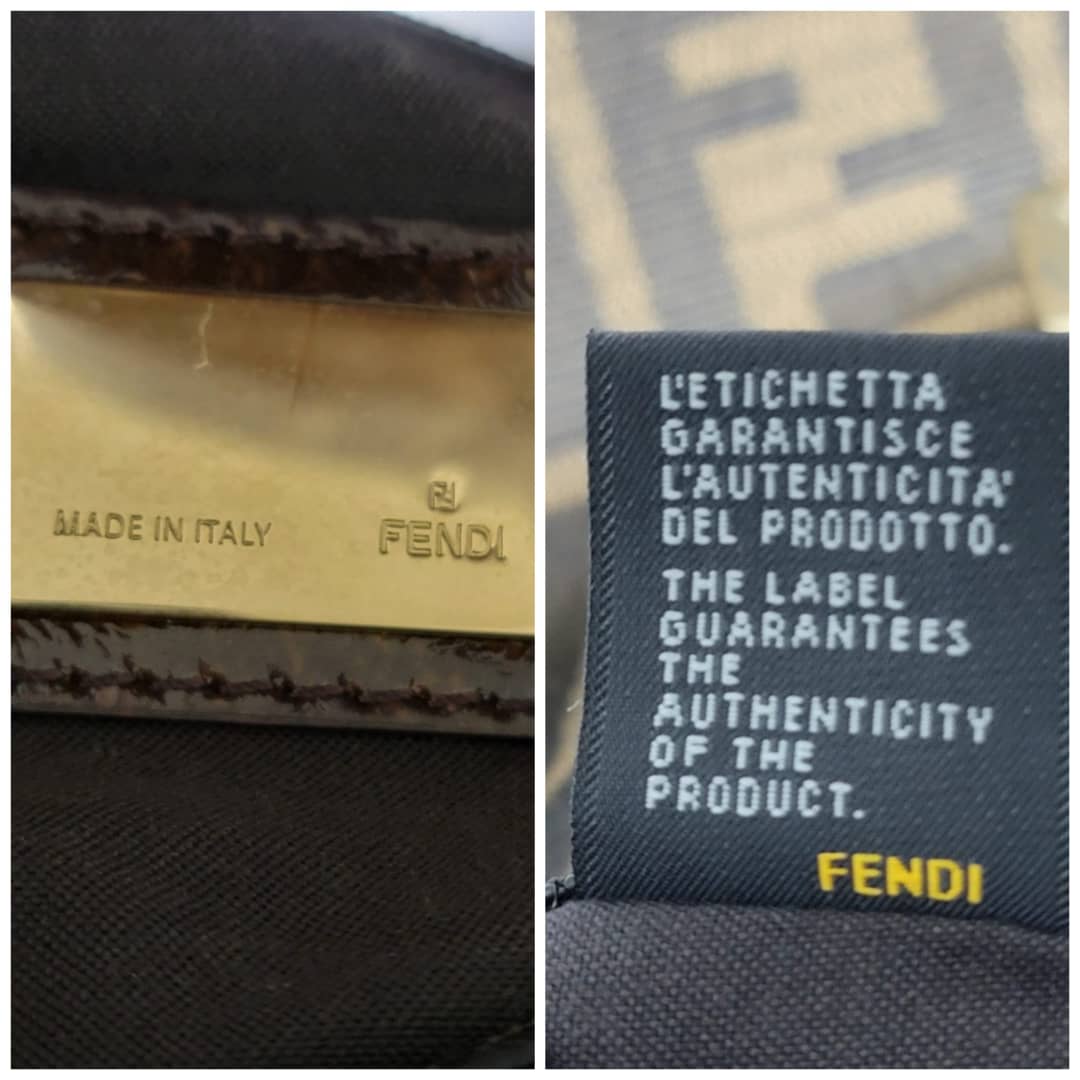 MADE IN ITALY
FENDI
L'ETICHETTA
GARANTISCE
L'AUTENTICITA'
DEL PRODOTTO.
THE LABEL
GUARANTEES
THE
AUTHENTICITY
OF THE
PRODUCT.
FENDI